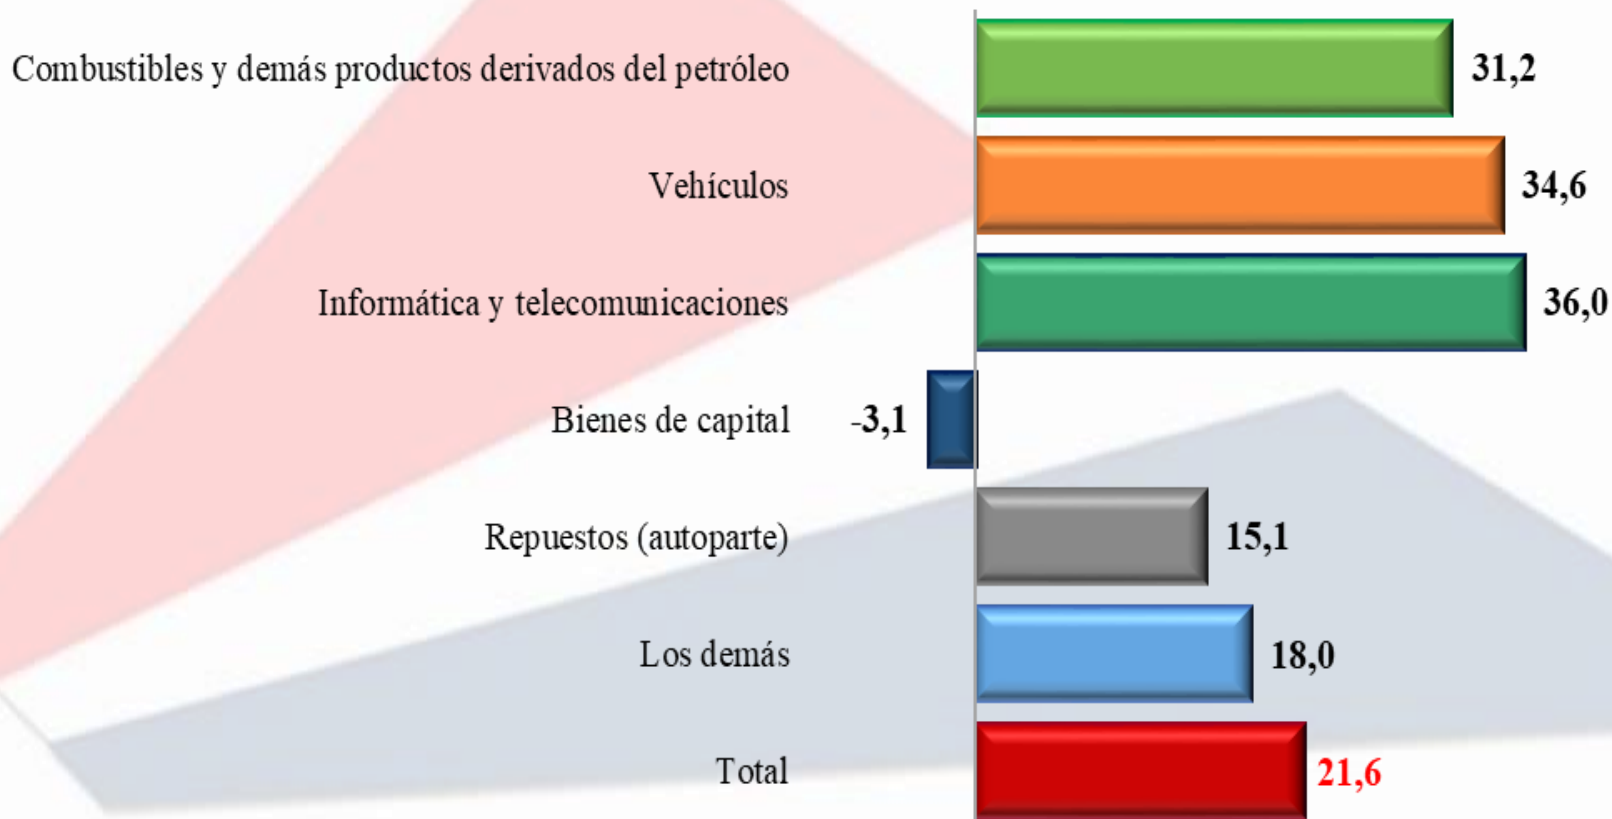 Combustibles y demás productos derivados del petróleo 31,2
Vehículos 34,6
Informática y telecomunicaciones 36,0
Bienes de capital -3,1
Repuestos (autoparte) 15,1
Los demás 18,0
Total 21,6